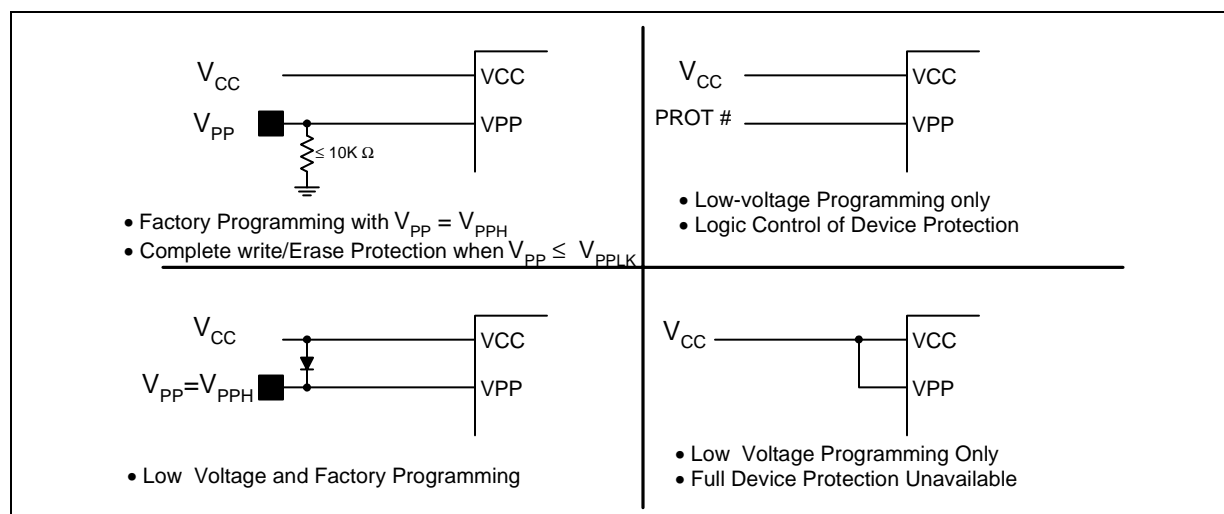 V_CC
VCC
V_PP
VPP
≤ 10K Ω
• Factory Programming with V_PP = V_PPH
• Complete write/Erase Protection when V_PP ≤ V_PPLK
V_CC
VCC
PROT #
VPP
• Low-voltage Programming only
• Logic Control of Device Protection
V_CC
VCC
V_PP=V_PPH
VPP
• Low Voltage and Factory Programming
V_CC
VCC
VPP
• Low Voltage Programming Only
• Full Device Protection Unavailable